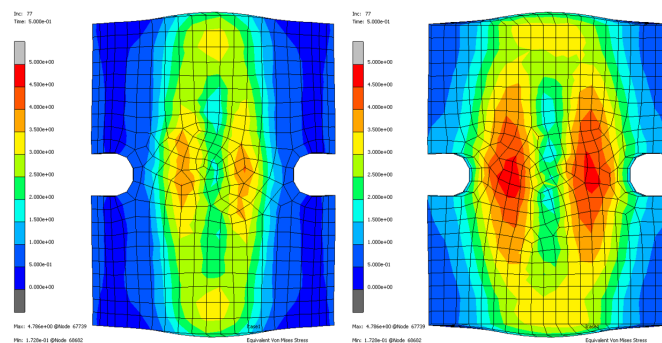 Inc: 77
Time: 5.000e-01
5.000e+00
4.500e+00
4.000e+00
3.500e+00
3.000e+00
2.500e+00
2.000e+00
1.500e+00
1.000e+00
5.000e-01
0.000e+00
Max: 4.786e+00 @Node 67739
Min: 1.728e-01 @Node 68602
Equivalent Von Mises Stress
Inc: 77
Time: 5.000e-01
5.000e+00
4.500e+00
4.000e+00
3.500e+00
3.000e+00
2.500e+00
2.000e+00
1.500e+00
1.000e+00
5.000e-01
0.000e+00
Max: 4.786e+00 @Node 67739
Min: 1.728e-01 @Node 68602
Equivalent Von Mises Stress